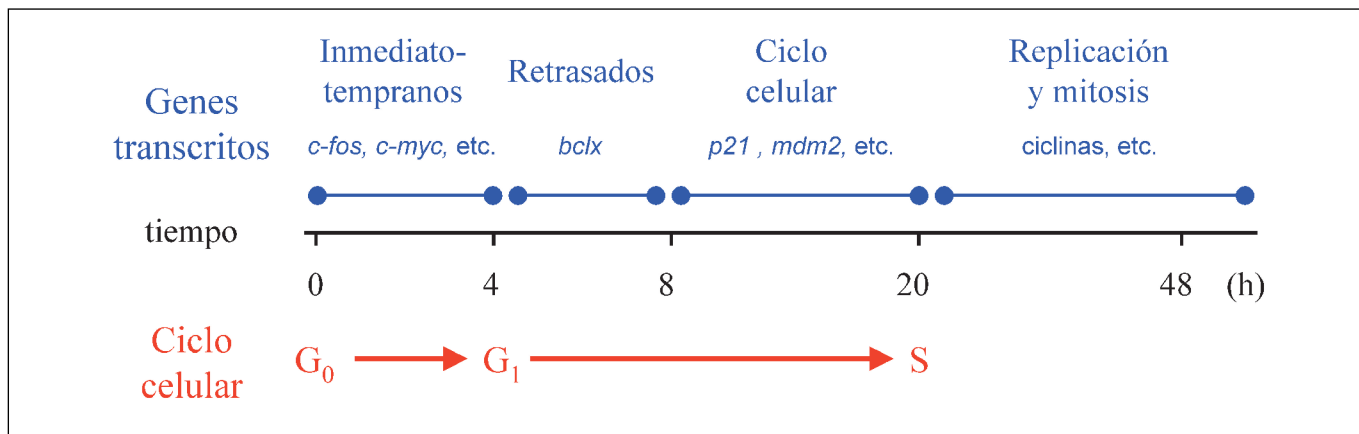 Genes
transcritos
Inmediato-
tempranos
c-fos, c-myc, etc.
Retrasados
bclx
Ciclo
celular
p21 , mdm2, etc.
Replicación
y mitosis
ciclinas, etc.
tiempo
0 4 8 20 48 (h)
Ciclo
celular
G0 G1 S